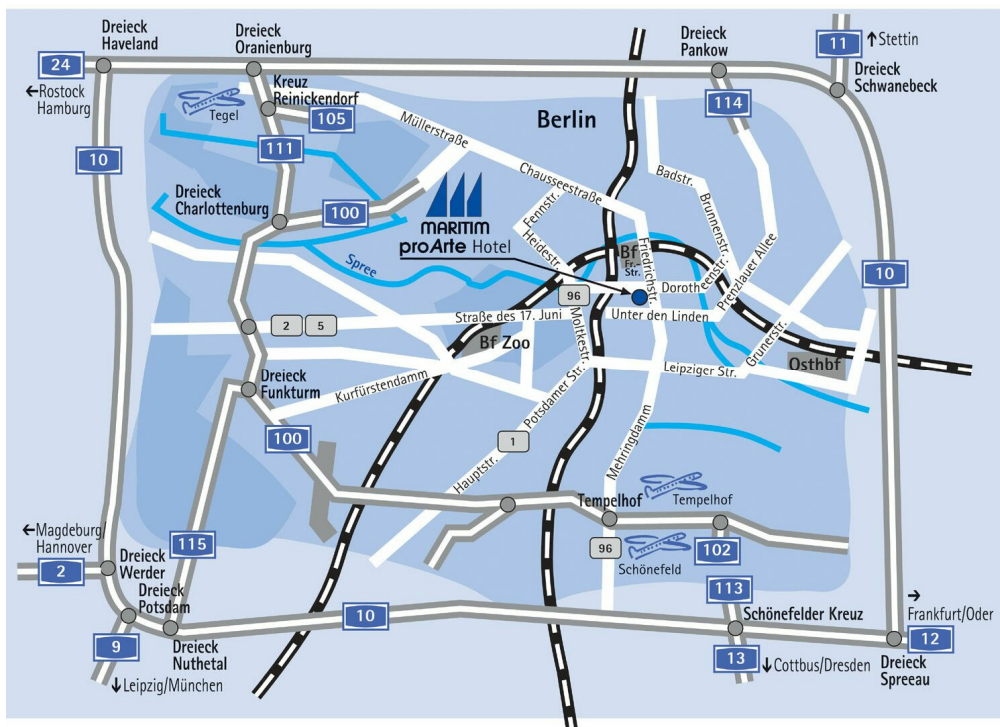 Dreieck
Haveland
Dreieck
Oranienburg
Dreieck
Pankow
11
↑Stettin
24
←Rostock
Hamburg
Kreuz
Reinickendorf
Tegel
105
114
Dreieck
Schwanebeck
Müllerstraße
Berlin
10
111
Chausseestraße
Badstr.
Brunnenstr.
Dreieck
Charlottenburg
100
MARITIM
proArte Hotel
Fennstr.
Heidestr.
Spree
Bf
Fr.-
Str.
Friedrichstr.
Dorotheenstr.
Prenzlauer Allee
10
96
2
5
Straße des 17. Juni
Unter den Linden
Moltkestr.
Bf Zoo
Leipziger Str.
Grunerstr.
Osthbf
Dreieck
Funkturm
Kurfürstendamm
Potsdamer Str.
100
1
Hauptstr.
Mehringdamm
Tempelhof
Tempelhof
←Magdeburg/
Hannover
115
96
Schönefeld
102
2
Dreieck
Werder
Dreieck
Potsdam
113
10
Schönefelder Kreuz
→
Frankfurt/Oder
12
9
Dreieck
Nuthetal
13
↓Cottbus/Dresden
Dreieck
Spreeau
↓Leipzig/München